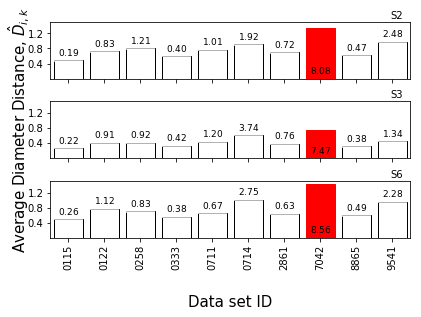 S2
1.2
0.8
0.4
0.19 0.83 1.21 0.40 1.01 1.92 0.72 8.08 0.47 2.48
S3
1.2
0.8
0.4
0.22 0.91 0.92 0.42 1.20 3.74 0.76 7.47 0.38 1.34
S6
1.2
0.8
0.4
0.26 1.12 0.83 0.38 0.67 2.75 0.63 8.56 0.49 2.28
0115 0122 0258 0333 0711 0714 2861 7042 8865 9541
Data set ID
Average Diameter Distance, D̂i,k